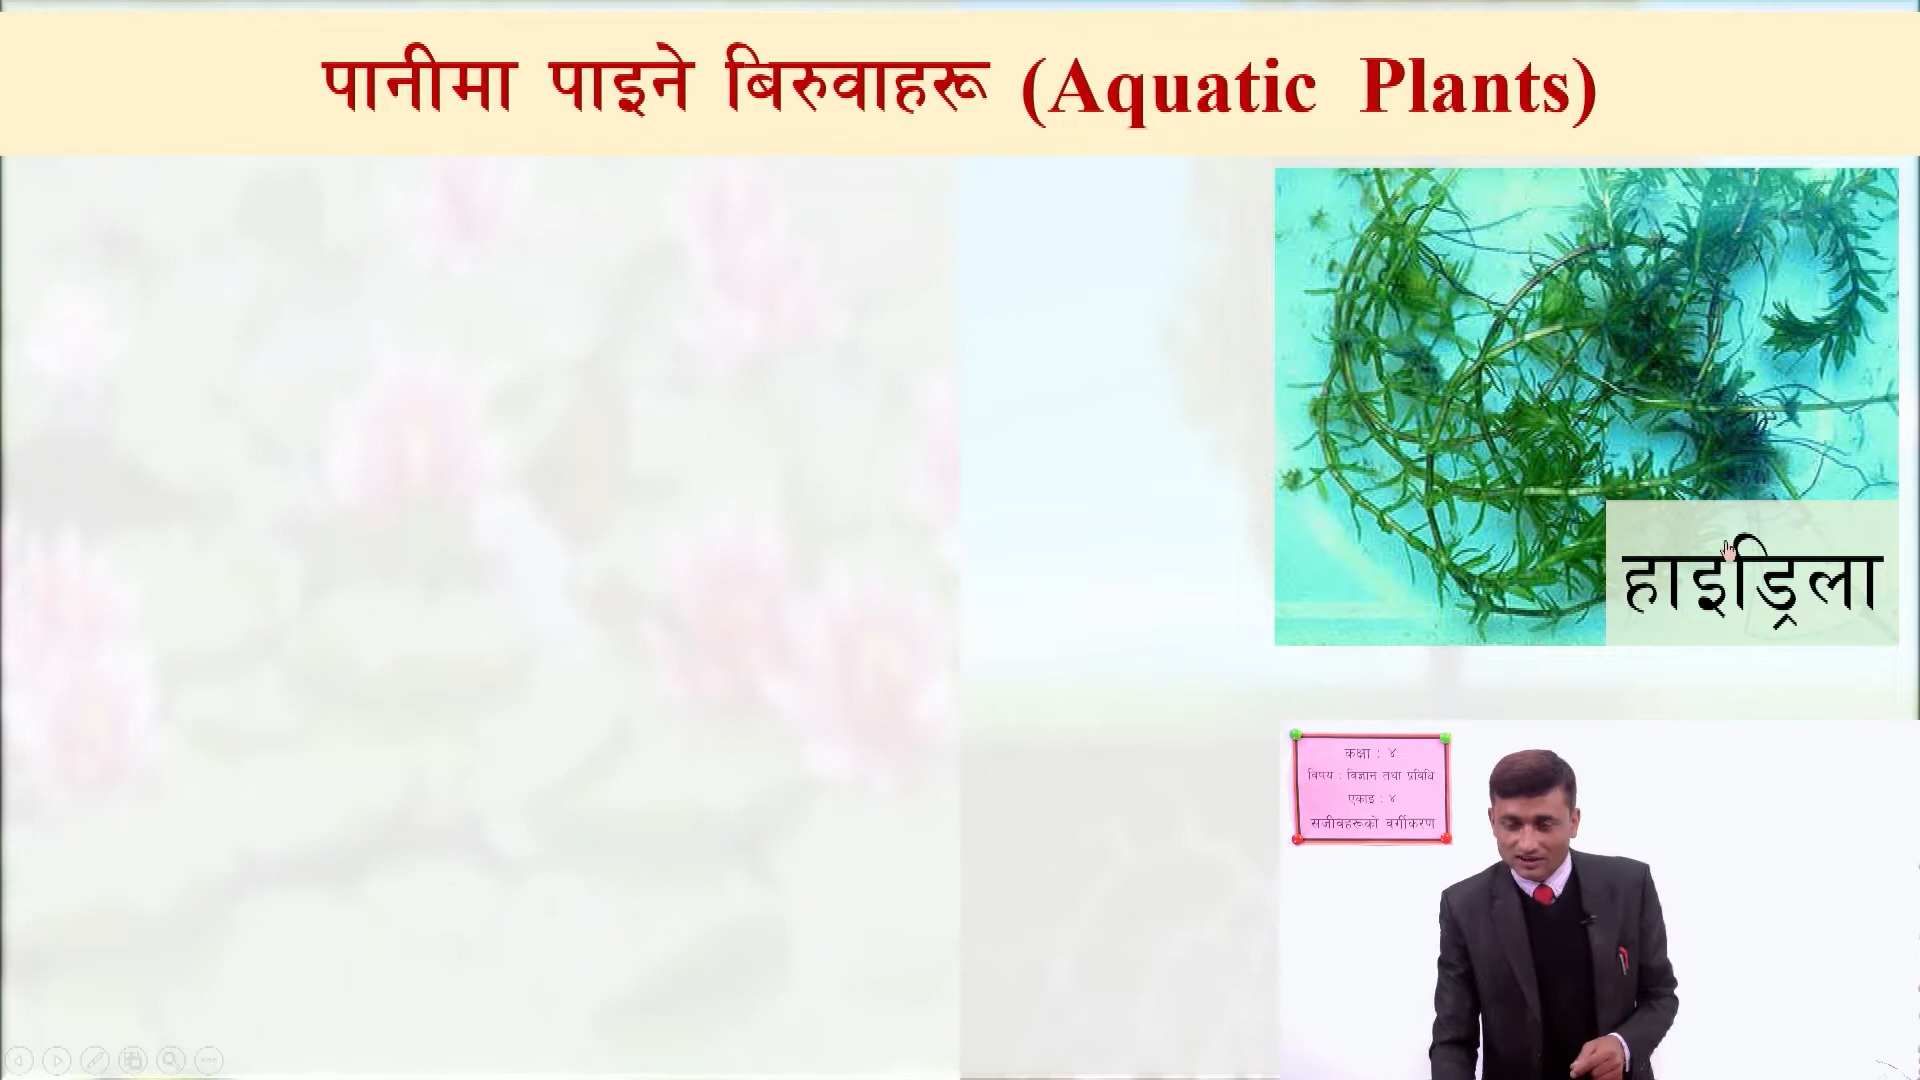 पानीमा पाइने बिरुवाहरू (Aquatic Plants)
हाइड्रिला
कक्षा : ४
विषय : विज्ञान तथा प्रविधि
एकाइ : ४
सजीवहरूको वर्गीकरण